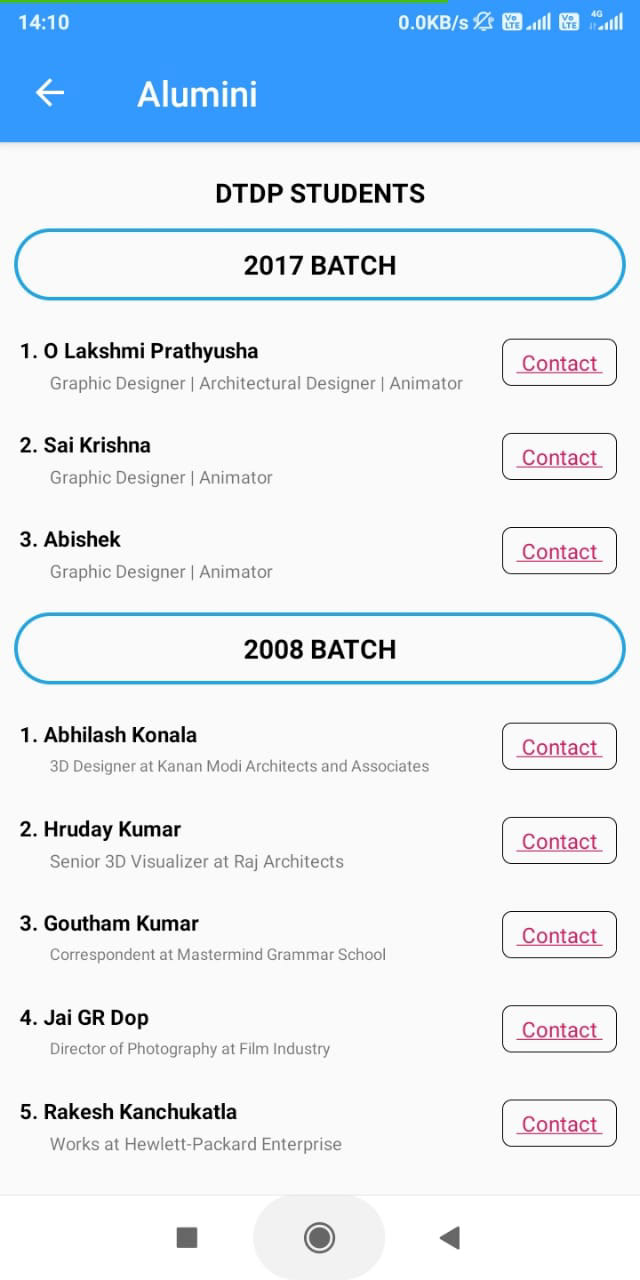 14:10 0.0KB/s Vo LTE Vo LTE 4G
Alumini
DTDP STUDENTS
2017 BATCH
1. O Lakshmi Prathyusha
Contact
Graphic Designer | Architectural Designer | Animator
2. Sai Krishna
Contact
Graphic Designer | Animator
3. Abishek
Contact
Graphic Designer | Animator
2008 BATCH
1. Abhilash Konala
Contact
3D Designer at Kanan Modi Architects and Associates
2. Hruday Kumar
Contact
Senior 3D Visualizer at Raj Architects
3. Goutham Kumar
Contact
Correspondent at Mastermind Grammar School
4. Jai GR Dop
Contact
Director of Photography at Film Industry
5. Rakesh Kanchukatla
Contact
Works at Hewlett-Packard Enterprise